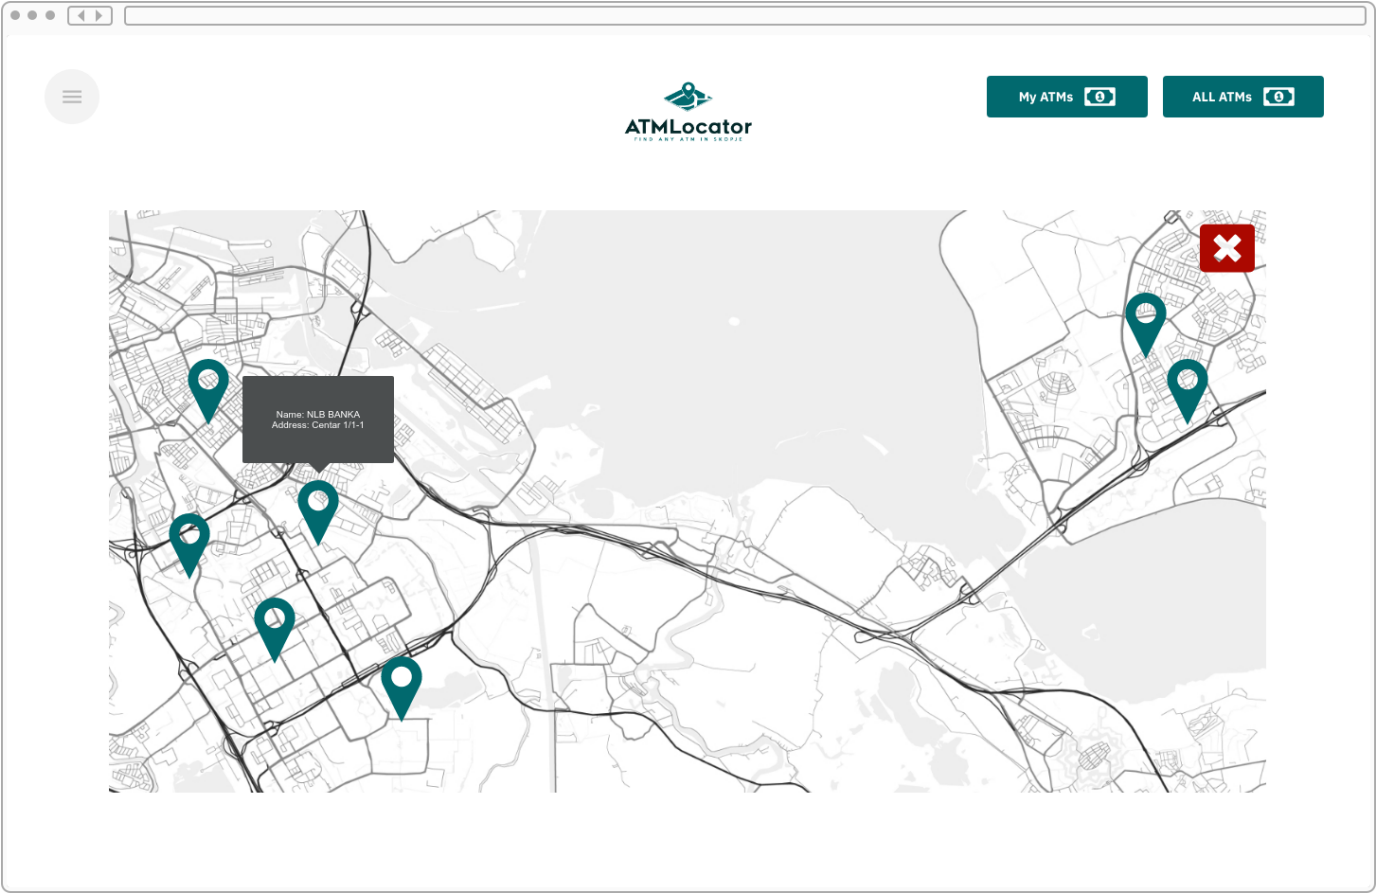 My ATMs
ALL ATMs
ATMLocator
FIND ANY ATM IN SKOPJE
Name: NLB BANKA
Address: Centar 1/1-1